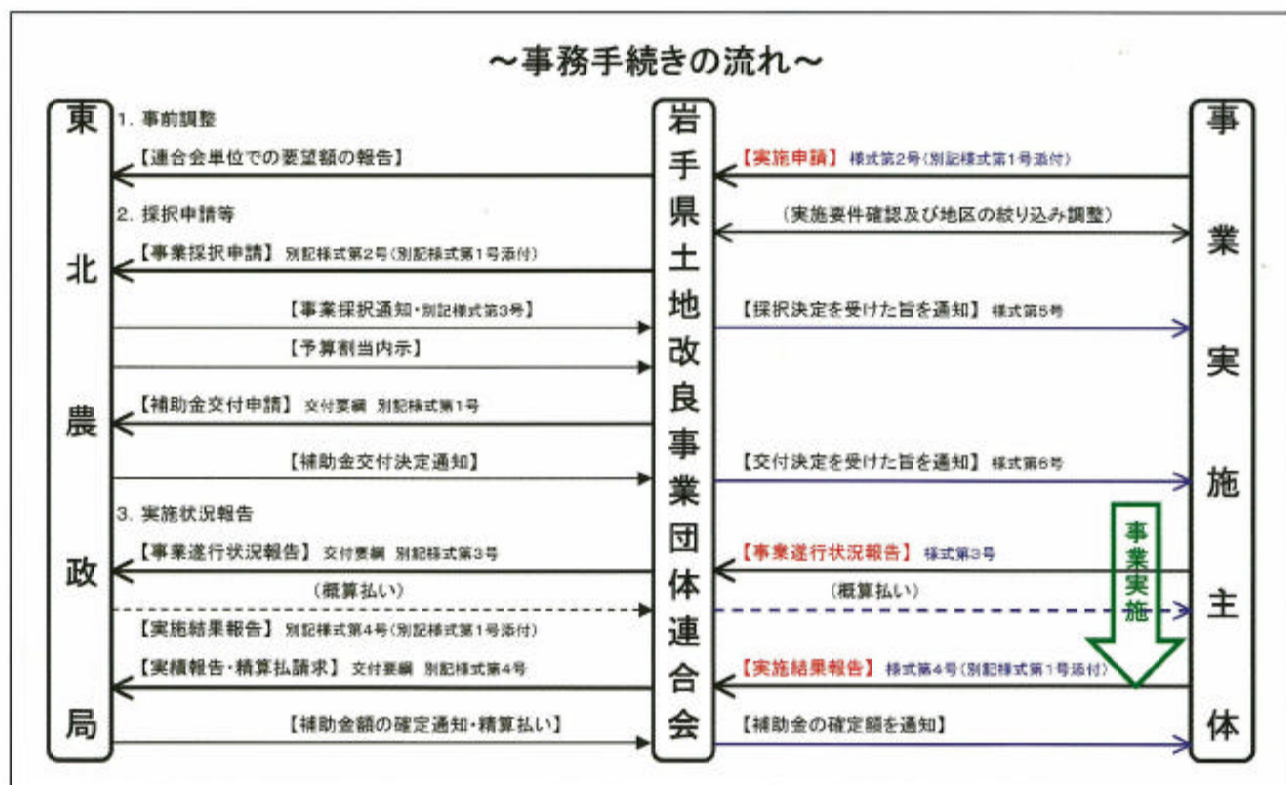 ～事務手続きの流れ～
東北農政局
岩手県土地改良事業団体連合会
事業実施主体
1. 事前調整
【連合会単位での要望額の報告】
【実施申請】 様式第2号(別記様式第1号添付)
2. 採択申請等
(実施要件確認及び地区の絞り込み調整)
【事業採択申請】 別記様式第2号(別記様式第1号添付)
【事業採択通知・別記様式第3号】
【採択決定を受けた旨を通知】 様式第5号
【予算割当内示】
【補助金交付申請】 交付要綱 別記様式第1号
【補助金交付決定通知】
【交付決定を受けた旨を通知】 様式第6号
3. 実施状況報告
【事業遂行状況報告】 交付要綱 別記様式第3号
【事業遂行状況報告】 様式第3号
(概算払い)
(概算払い)
事業実施
【実施結果報告】 別記様式第4号(別記様式第1号添付)
【実績報告・精算払請求】 交付要綱 別記様式第4号
【実施結果報告】 様式第4号(別記様式第1号添付)
【補助金額の確定通知・精算払い】
【補助金の確定額を通知】